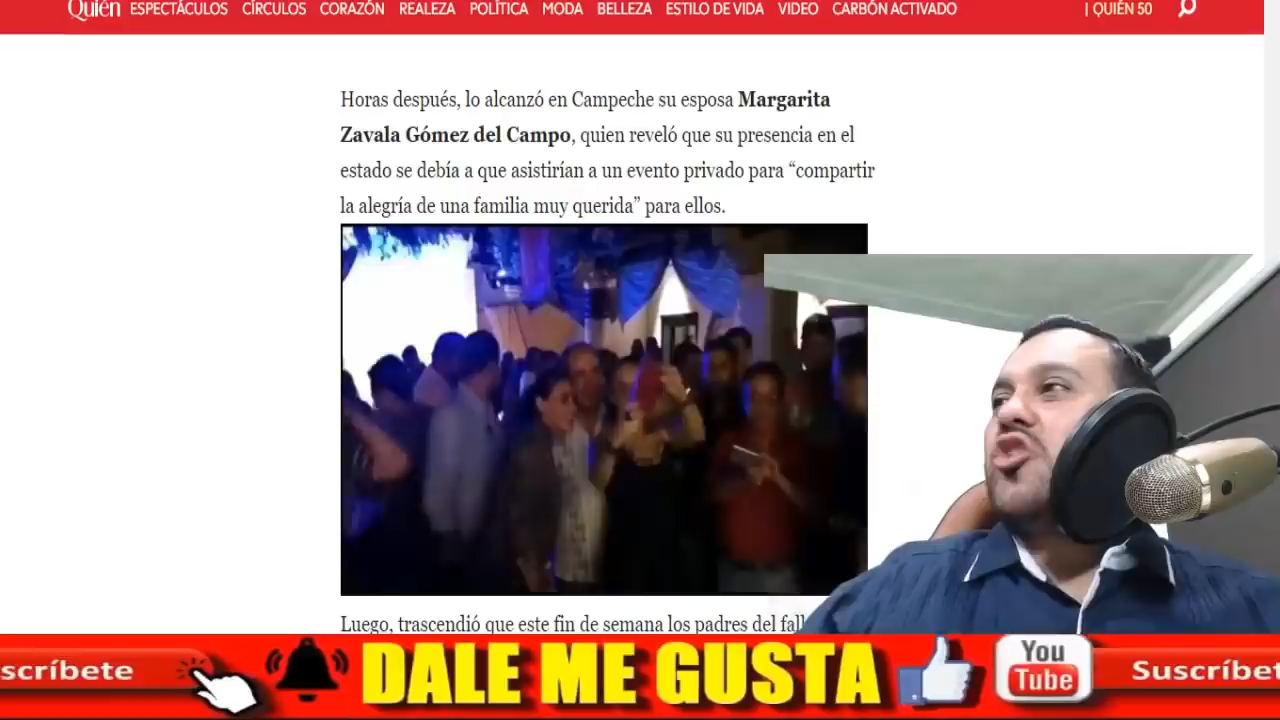 Quién ESPECTÁCULOS CÍRCULOS CORAZÓN REALEZA POLÍTICA MODA BELLEZA ESTILO DE VIDA VIDEO CARBÓN ACTIVADO | QUIÉN 50
Horas después, lo alcanzó en Campeche su esposa Margarita
Zavala Gómez del Campo, quien reveló que su presencia en el
estado se debía a que asistirían a un evento privado para “compartir
la alegría de una familia muy querida” para ellos.
Luego, trascendió que este fin de semana los padres del fall
scríbete DALE ME GUSTA You Tube Suscríbet